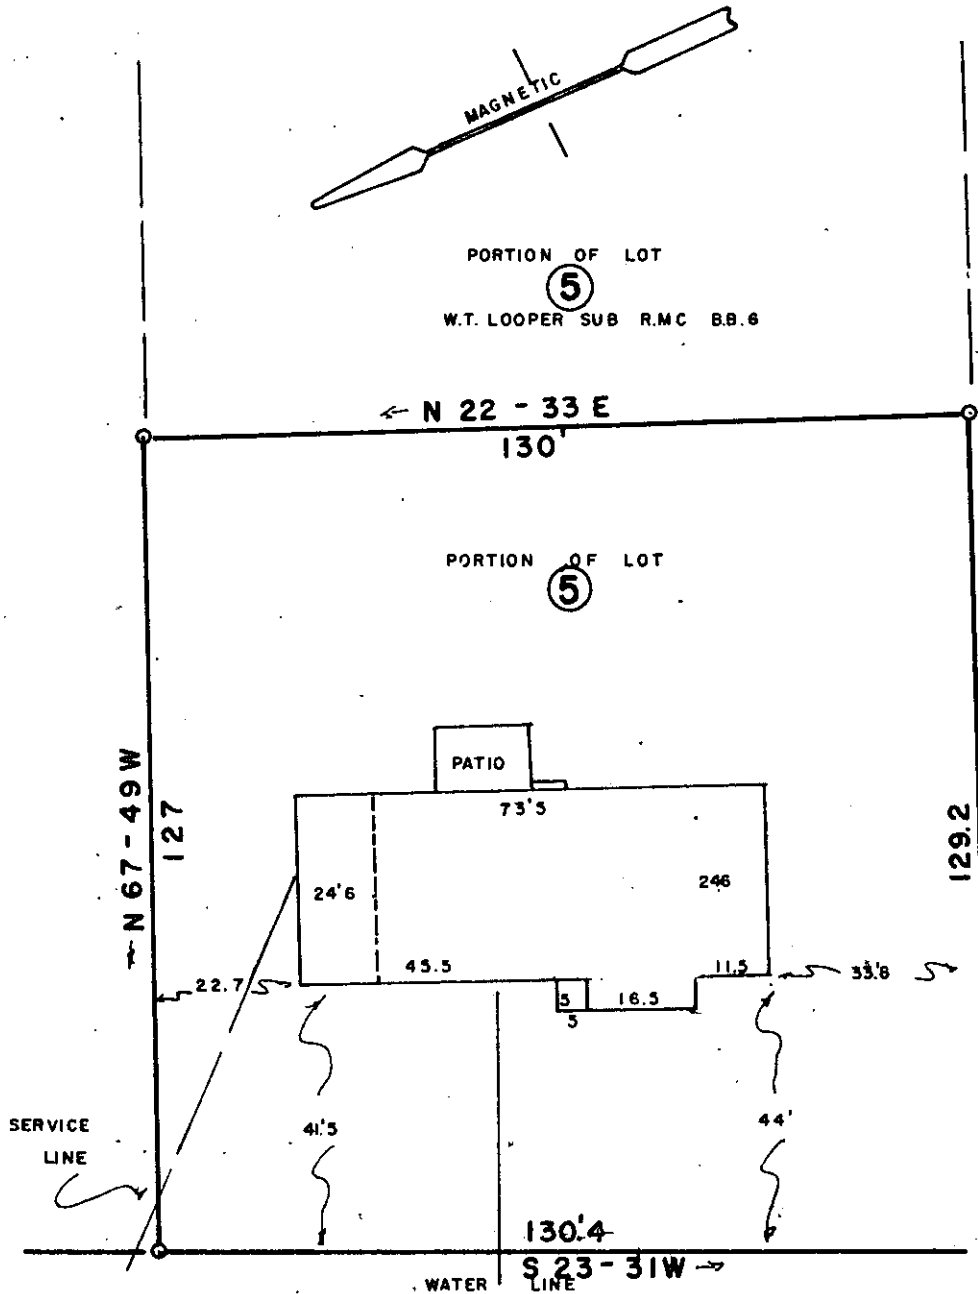 MAGNETIC
PORTION OF LOT
5
W.T. LOOPER SUB R.M.C B.B.6
← N 22 - 33 E
130'
PORTION OF LOT
5
PATIO
73'5
← N 67 - 49 W
127
129.2
24'6
246
45.5
11.5
33'8
22.7
5
16.5
5
SERVICE
LINE
41'5
44'
130'.4
S 23 - 31W →
WATER LINE